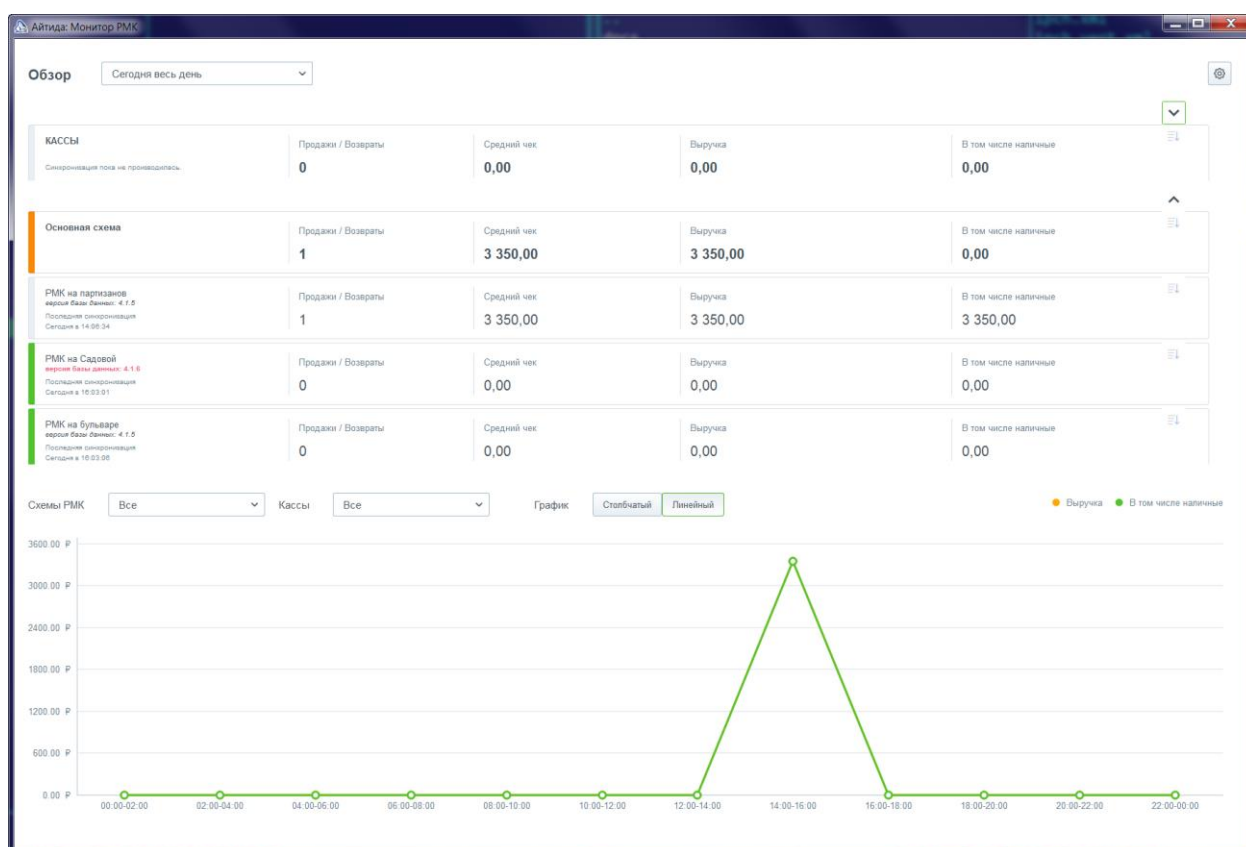 Айтида: Монитор РМК
Обзор Сегодня весь день
КАССЫ
Синхронизация пока не производилась.
Продажи / Возвраты Средний чек Выручка В том числе наличные
0 0,00 0,00 0,00
Основная схема
Продажи / Возвраты Средний чек Выручка В том числе наличные
1 3 350,00 3 350,00 0,00
РМК на партизанов
версия базы данных: 4.1.5
Последняя синхронизация
Сегодня в 14:06:34
Продажи / Возвраты Средний чек Выручка В том числе наличные
1 3 350,00 3 350,00 3 350,00
РМК на Садовой
версия базы данных: 4.1.6
Последняя синхронизация
Сегодня в 16:03:01
Продажи / Возвраты Средний чек Выручка В том числе наличные
0 0,00 0,00 0,00
РМК на бульваре
версия базы данных: 4.1.5
Последняя синхронизация
Сегодня в 16:03:06
Продажи / Возвраты Средний чек Выручка В том числе наличные
0 0,00 0,00 0,00
Схемы РМК Все Кассы Все График Столбчатый Линейный Выручка В том числе наличные
3600.00 ₽
3000.00 ₽
2400.00 ₽
1800.00 ₽
1200.00 ₽
600.00 ₽
0.00 ₽
00:00-02:00 02:00-04:00 04:00-06:00 06:00-08:00 08:00-10:00 10:00-12:00 12:00-14:00 14:00-16:00 16:00-18:00 18:00-20:00 20:00-22:00 22:00-00:00